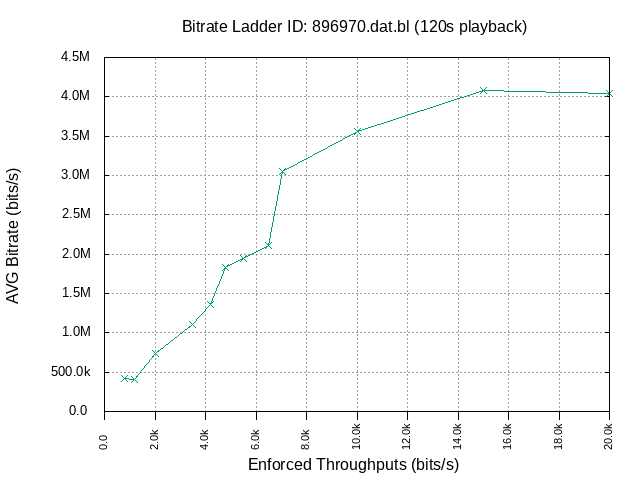 Bitrate Ladder ID: 896970.dat.bl (120s playback)
4.5M
4.0M
3.5M
3.0M
2.5M
2.0M
1.5M
1.0M
500.0k
0.0
AVG Bitrate (bits/s)
0.0 2.0k 4.0k 6.0k 8.0k 10.0k 12.0k 14.0k 16.0k 18.0k 20.0k
Enforced Throughputs (bits/s)